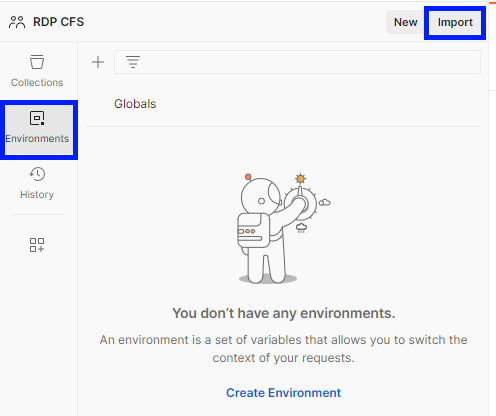 RDP CFS
New
Import
Collections
Environments
History
Globals
You don't have any environments.
An environment is a set of variables that allows you to switch the
context of your requests.
Create Environment